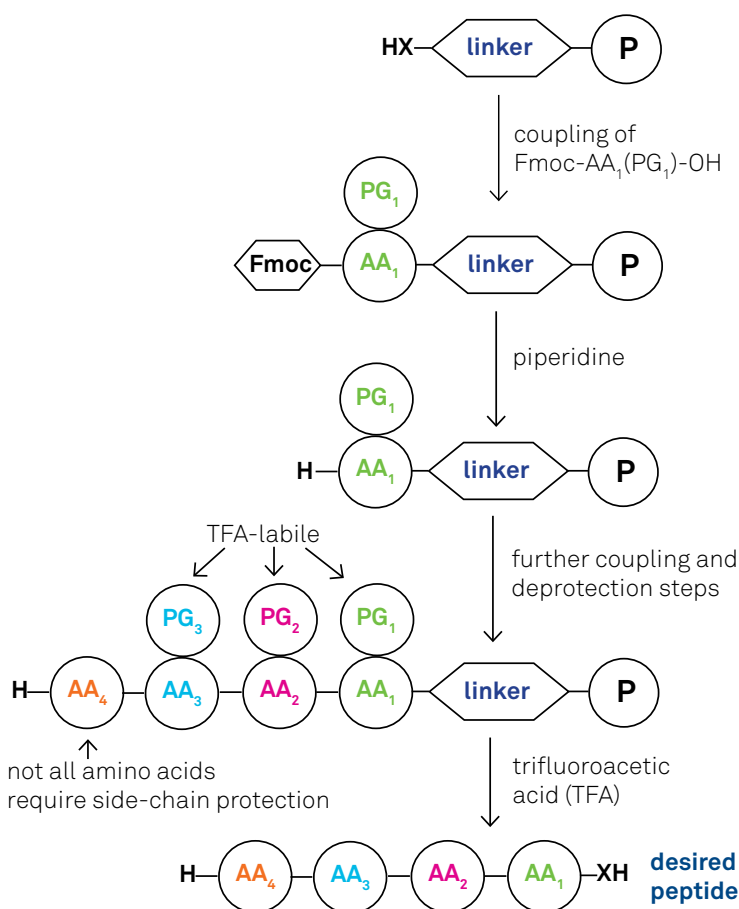 HX linker P
coupling of
Fmoc-AA₁(PG₁)-OH
PG₁
Fmoc AA₁ linker P
piperidine
PG₁
H AA₁ linker P
TFA-labile
further coupling and
deprotection steps
PG₃ PG₂ PG₁
H AA₄ AA₃ AA₂ AA₁ linker P
not all amino acids
require side-chain protection
trifluoroacetic
acid (TFA)
H AA₄ AA₃ AA₂ AA₁ XH
desired
peptide